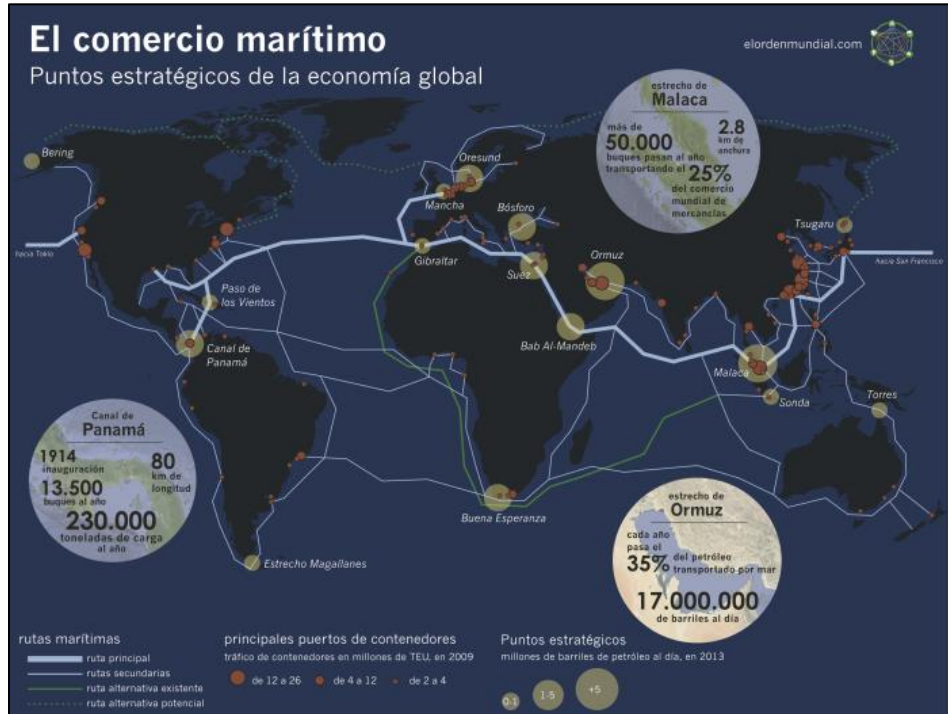 El comercio marítimo
Puntos estratégicos de la economía global
elordenmundial.com
estrecho de
Malaca
más de
50.000
buques pasan al año
transportando el 25%
del comercio
mundial de
mercancías
2.8
km de
anchura
Bering
Oresund
Mancha
Bósforo
Tsugaru
hacia Tokio
Gibraltar
Suez
Ormuz
hacia San Francisco
Paso de
los Vientos
Canal de
Panamá
Bab Al-Mandeb
Malaca
Sonda
Torres
Canal de
Panamá
1914
inauguración
80
km de
longitud
13.500
buques al año
230.000
toneladas de carga
al año
Buena Esperanza
Estrecho Magallanes
estrecho de
Ormuz
cada año
pasa el
35% del petróleo
transportado por mar
17.000.000
de barriles al día
rutas marítimas
ruta principal
rutas secundarias
ruta alternativa existente
ruta alternativa potencial
principales puertos de contenedores
tráfico de contenedores en millones de TEU, en 2009
de 12 a 26
de 4 a 12
de 2 a 4
Puntos estratégicos
millones de barriles de petróleo al día, en 2013
0-1
1-5
+5